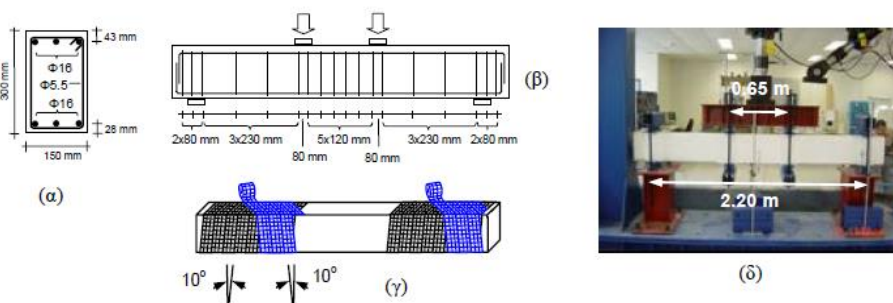 43 mm
Φ16
Φ5.5
Φ16
300 mm
28 mm
150 mm
(α)
(β)
2x80 mm
3x230 mm
5x120 mm
3x230 mm
2x80 mm
80 mm
80 mm
10°
10°
(γ)
0,65 m
2.20 m
(δ)